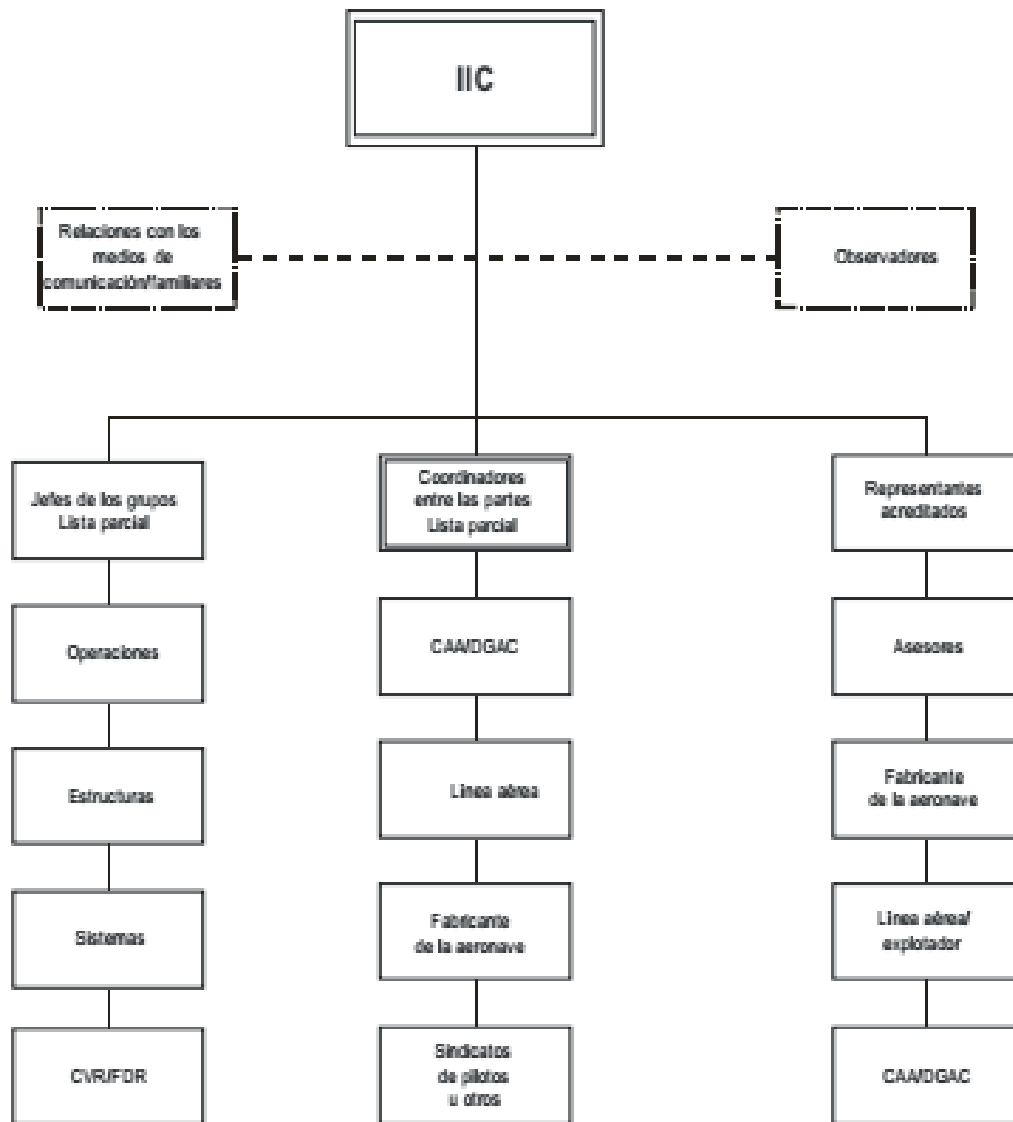 IIC
Relaciones con los
medios de
comunicación/familiares
Observadores
Jefes de los grupos
Lista parcial
Coordinadores
entre las partes
Lista parcial
Representantes
acreditados
Operaciones
CAA/DGAC
Asesores
Estructuras
Línea aérea
Fabricante
de la aeronave
Sistemas
Fabricante
de la aeronave
Línea aérea/
explotador
CVR/FDR
Sindicatos
de pilotos
u otros
CAA/DGAC